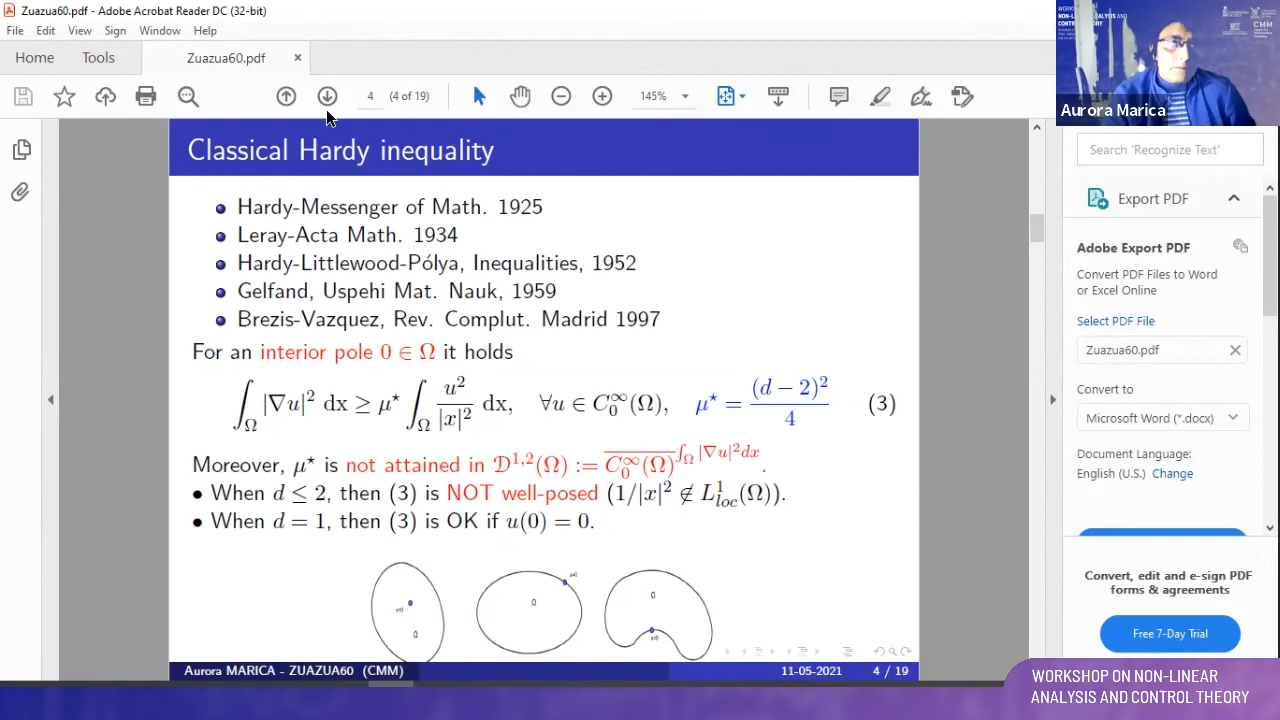 Zuazua60.pdf - Adobe Acrobat Reader DC (32-bit)
File Edit View Sign Window Help
Home Tools Zuazua60.pdf ×
4 (4 of 19) 145%
Aurora Marica
Classical Hardy inequality
Hardy-Messenger of Math. 1925
Leray-Acta Math. 1934
Hardy-Littlewood-Pólya, Inequalities, 1952
Gelfand, Uspehi Mat. Nauk, 1959
Brezis-Vazquez, Rev. Complut. Madrid 1997
For an interior pole 0 ∈ Ω it holds
∫_Ω |∇u|² dx ≥ μ* ∫_Ω u²/|x|² dx, ∀u ∈ C₀^∞(Ω), μ* = (d − 2)²/4 (3)
Moreover, μ* is not attained in D^{1,2}(Ω) := \overline{C₀^∞(Ω)}^{∫_Ω |∇u|²dx}.
• When d ≤ 2, then (3) is NOT well-posed (1/|x|² ∉ L¹_{loc}(Ω)).
• When d = 1, then (3) is OK if u(0) = 0.
Ω
Ω
Ω
Aurora MARICA - ZUAZUA60 (CMM) 11-05-2021 4 / 19
Search 'Recognize Text'
Export PDF
Adobe Export PDF
Convert PDF Files to Word
or Excel Online
Select PDF File
Zuazua60.pdf
Convert to
Microsoft Word (*.docx)
Document Language:
English (U.S.) Change
Convert, edit and e-sign PDF
forms & agreements
Free 7-Day Trial
WORKSHOP ON NON-LINEAR
ANALYSIS AND CONTROL THEORY